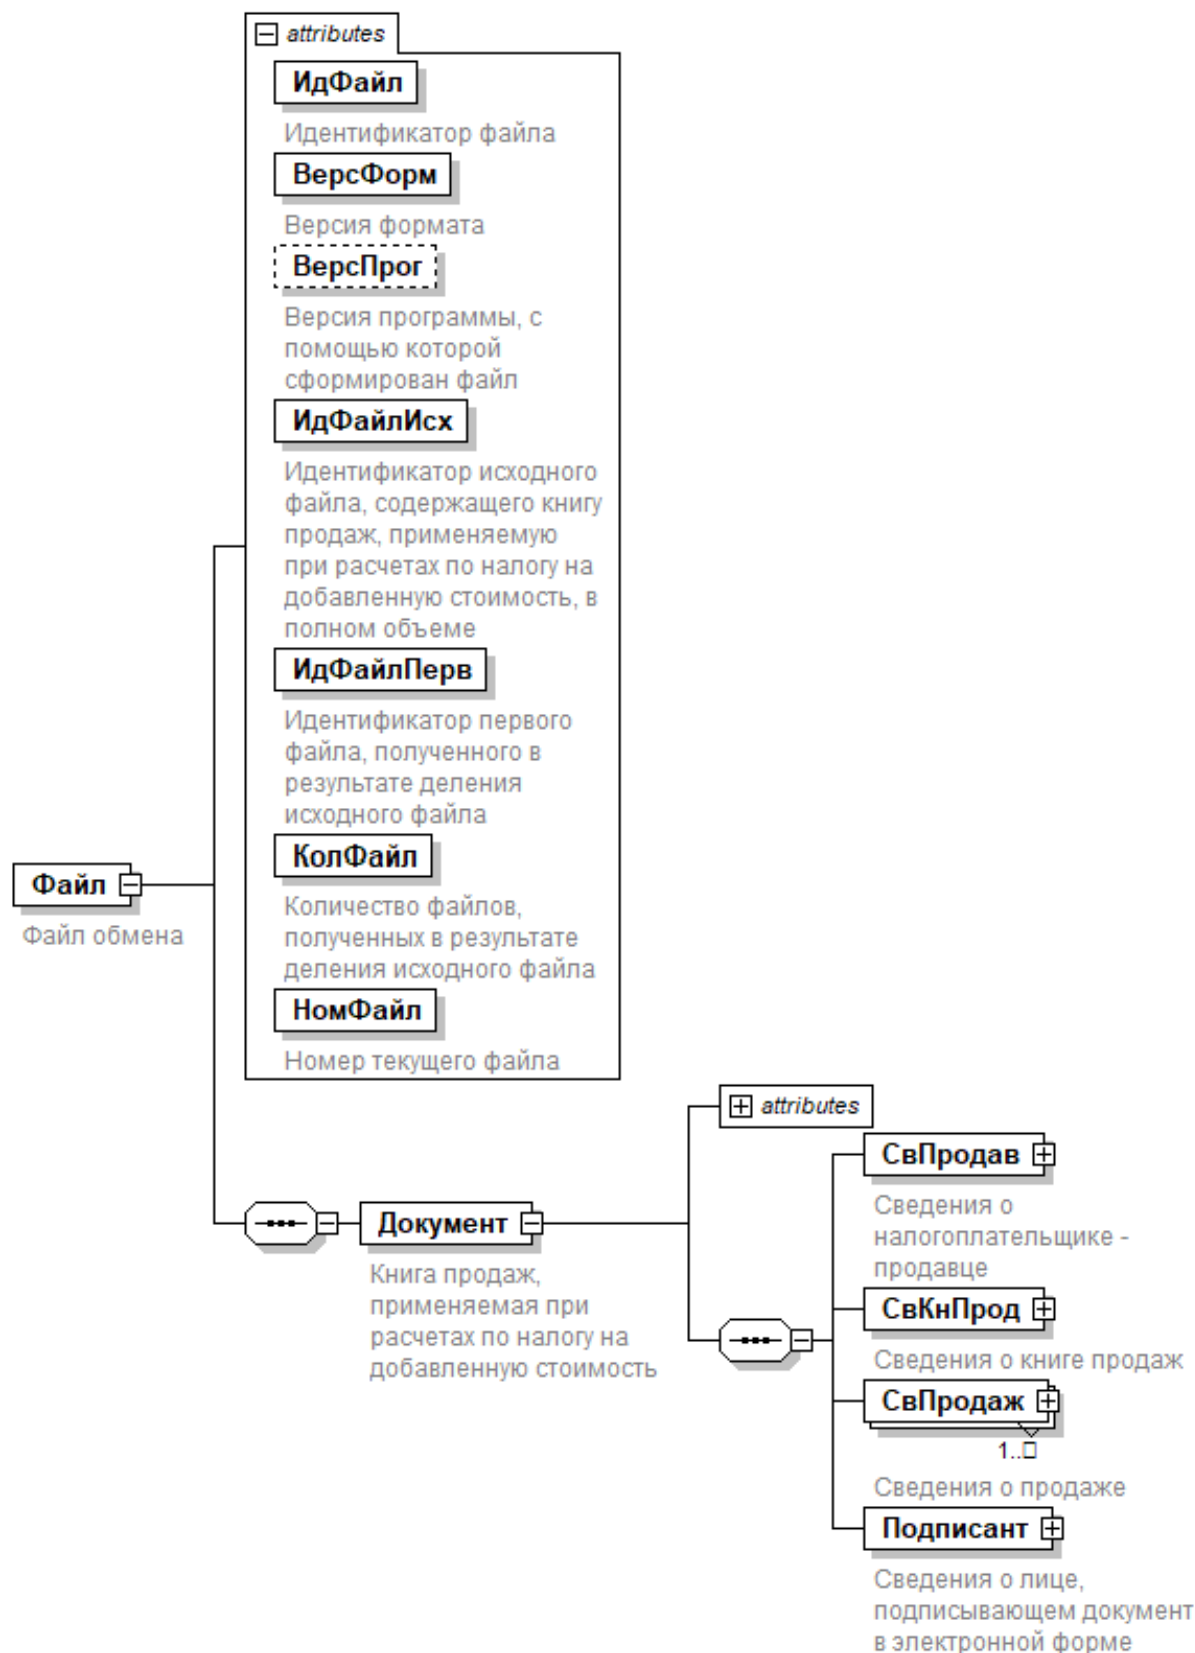 attributes
ИдФайл
Идентификатор файла
ВерсФорм
Версия формата
ВерсПрог
Версия программы, с
помощью которой
сформирован файл
ИдФайлИсх
Идентификатор исходного
файла, содержащего книгу
продаж, применяемую
при расчетах по налогу на
добавленную стоимость, в
полном объеме
ИдФайлПерв
Идентификатор первого
файла, полученного в
результате деления
исходного файла
КолФайл
Количество файлов,
полученных в результате
деления исходного файла
НомФайл
Номер текущего файла
Файл
Файл обмена
Документ
Книга продаж,
применяемая при
расчетах по налогу на
добавленную стоимость
attributes
СвПродав
Сведения о
налогоплательщике -
продавце
СвКнПрод
Сведения о книге продаж
СвПродаж
1..□
Сведения о продаже
Подписант
Сведения о лице,
подписывающем документ
в электронной форме